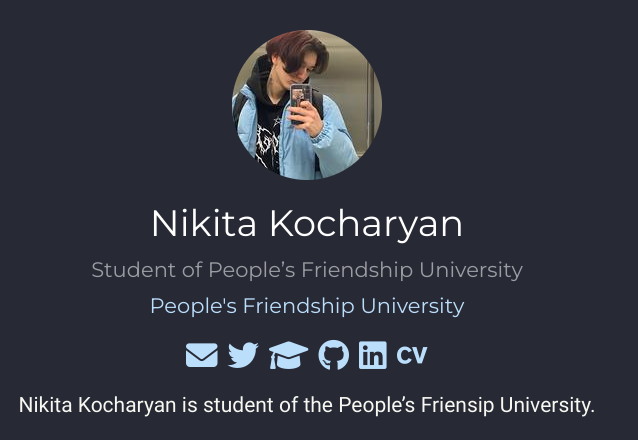 Nikita Kocharyan
Student of People’s Friendship University
People's Friendship University
CV
Nikita Kocharyan is student of the People’s Friensip University.